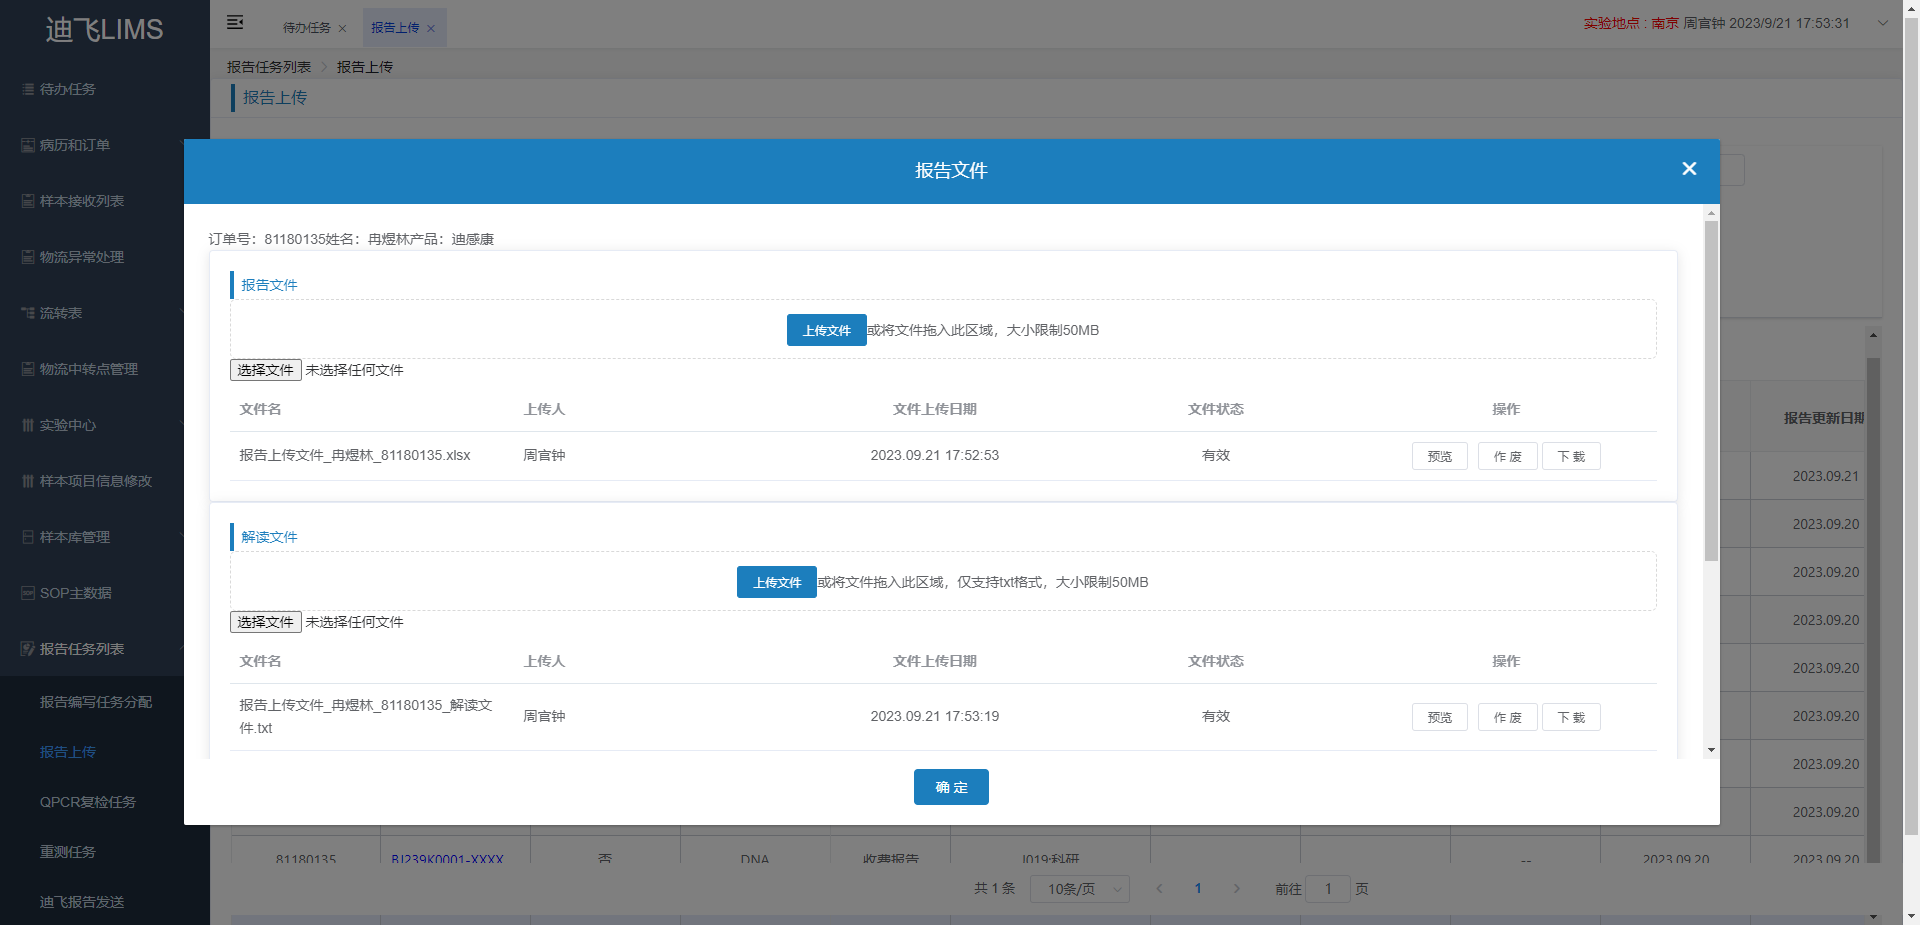 迪飞LIMS
待办任务
报告上传
实验地点 : 南京 周官钟 2023/9/21 17:53:31
报告任务列表
报告上传
报告上传
待办任务
病历和订单
样本接收列表
物流异常处理
流转表
物流中转点管理
实验中心
样本项目信息修改
样本库管理
SOP主数据
报告任务列表
报告编写任务分配
报告上传
QPCR复检任务
重测任务
迪飞报告发送
报告文件
订单号：81180135姓名：冉煜林产品：迪感康
报告文件
上传文件 或将文件拖入此区域，大小限制50MB
选择文件 未选择任何文件
文件名 上传人 文件上传日期 文件状态 操作
报告上传文件_冉煜林_81180135.xlsx 周官钟 2023.09.21 17:52:53 有效 预览 作 废 下 载
解读文件
上传文件 或将文件拖入此区域，仅支持txt格式，大小限制50MB
选择文件 未选择任何文件
文件名 上传人 文件上传日期 文件状态 操作
报告上传文件_冉煜林_81180135_解读文
件.txt
周官钟 2023.09.21 17:53:19 有效 预览 作 废 下 载
确 定
报告更新日期
2023.09.21
2023.09.20
2023.09.20
2023.09.20
2023.09.20
2023.09.20
2023.09.20
2023.09.20
81180135 BJ239K0001-XXXX 否 DNA 收费报告 J019:科研 -- 2023.09.20 2023.09.20
共 1 条 10条/页 1 前往 1 页